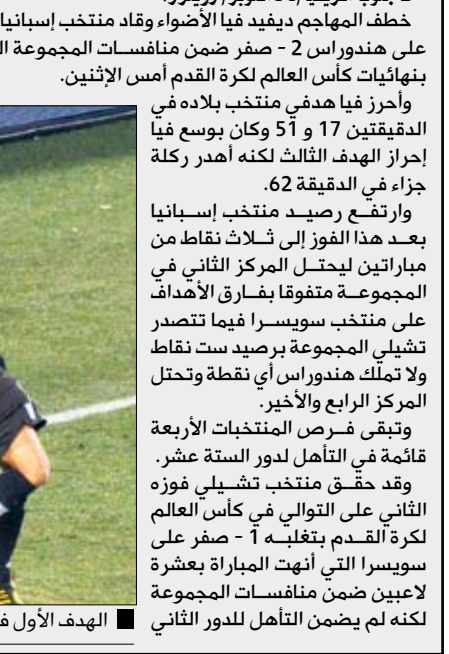 خطف المهاجم ديفيد فيا الأضواء وقاد منتخب إسبانيا
على هندوراس 2 - صفر ضمن منافسـات المجموعة
بنهائيات كأس العالم لكرة القدم أمس الإثنين.
وأحرز فيا هدفي منتخب بلاده في
الدقيقتين 17 و 51 وكان بوسع فيا
إحراز الهدف الثالث لكنه أهدر ركلة
جزاء في الدقيقة 62.
وارتفـع رصيـد منتخب إسـبانيا
بعـد هذا الفوز إلى ثـلاث نقاط من
مباراتين ليحتـل المركز الثاني في
المجموعـة متفوقا بفـارق الأهداف
على منتخب سويسـرا فيما تتصدر
تشيلي المجموعة برصيد ست نقاط
ولا تملك هندوراس أي نقطة وتحتل
المركز الرابع والأخير.
وتبقى فـرص المنتخبات الأربعة
قائمة في التأهل لدور الستة عشر.
وقد حقـق منتخب تشـيلي فوزه
الثاني على التوالي في كأس العالم
لكرة القـدم بتغلبـه 1 - صفر على
سويسرا التي أنهت المباراة بعشرة
لاعبين ضمن منافسـات المجموعة
لكنه لم يضمن التأهل للدور الثاني
الهدف الأول